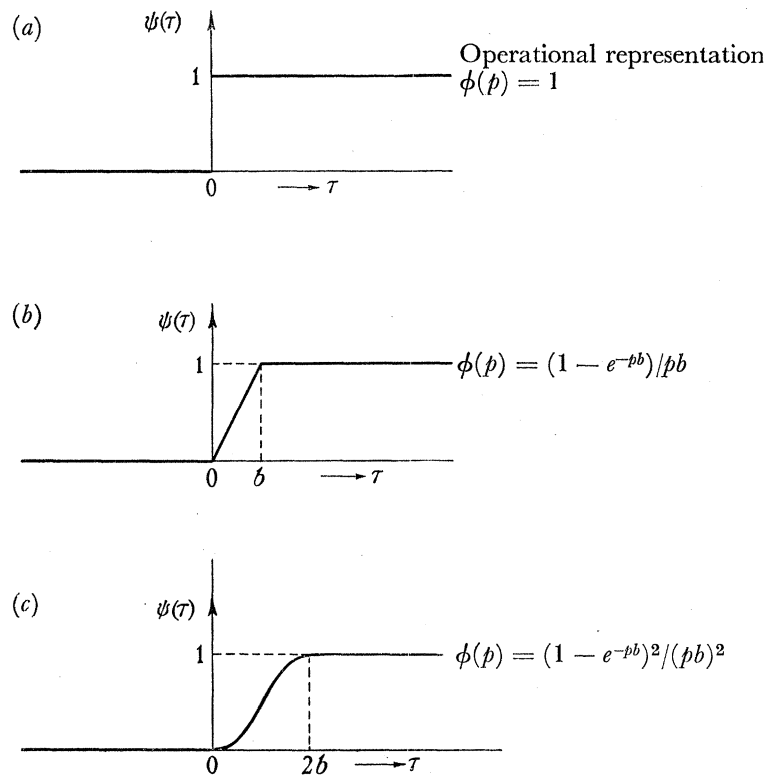 (a)
ψ(τ)
Operational representation
1
ϕ(p) = 1
0 → τ
(b)
ψ(τ)
1
ϕ(p) = (1 − e^{−pb})/pb
0 b → τ
(c)
ψ(τ)
1
ϕ(p) = (1 − e^{−pb})²/(pb)²
0 2b → τ